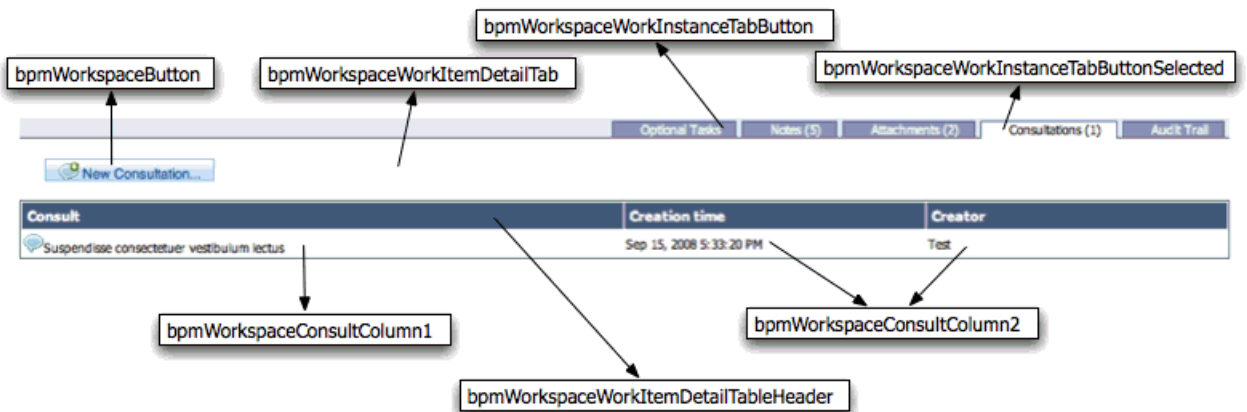 bpmWorkspaceWorkInstanceTabButton
bpmWorkspaceButton
bpmWorkspaceWorkItemDetailTab
bpmWorkspaceWorkInstanceTabButtonSelected
Optional Tasks Notes (5) Attachments (2) Consultations (1) Audit Trail
New Consultation...
Consult Creation time Creator
Suspendisse consectetuer vestibulum lectus Sep 15, 2008 5:33:20 PM Test
bpmWorkspaceConsultColumn1
bpmWorkspaceConsultColumn2
bpmWorkspaceWorkItemDetailTableHeader